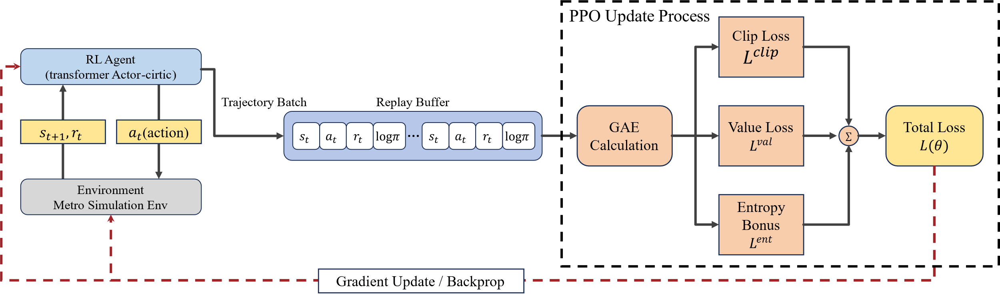 PPO Update Process
RL Agent
(transformer Actor-cirtic)
s_{t+1}, r_t
a_t(action)
Environment
Metro Simulation Env
Trajectory Batch
Replay Buffer
s_t a_t r_t logπ ··· s_t a_t r_t logπ
GAE
Calculation
Clip Loss
L^{clip}
Value Loss
L^{val}
Entropy
Bonus
L^{ent}
Σ
Total Loss
L(θ)
Gradient Update / Backprop